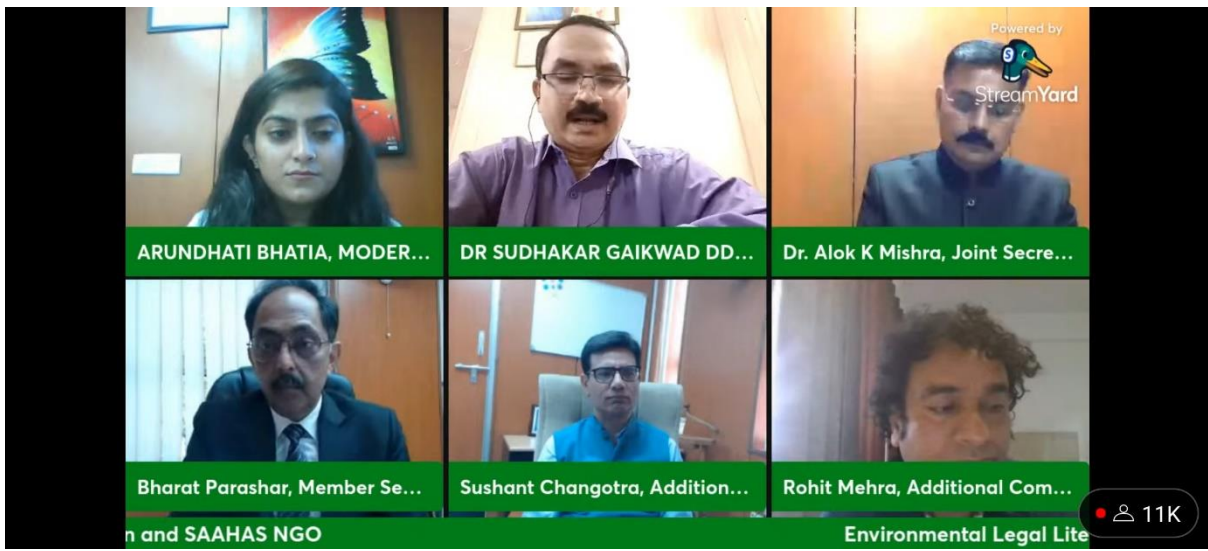 Powered by
StreamYard
ARUNDHATI BHATIA, MODER...
DR SUDHAKAR GAIKWAD DD...
Dr. Alok K Mishra, Joint Secre...
Bharat Parashar, Member Se...
Sushant Changotra, Addition...
Rohit Mehra, Additional Com...
n and SAAHAS NGO
Environmental Legal Lite
11K